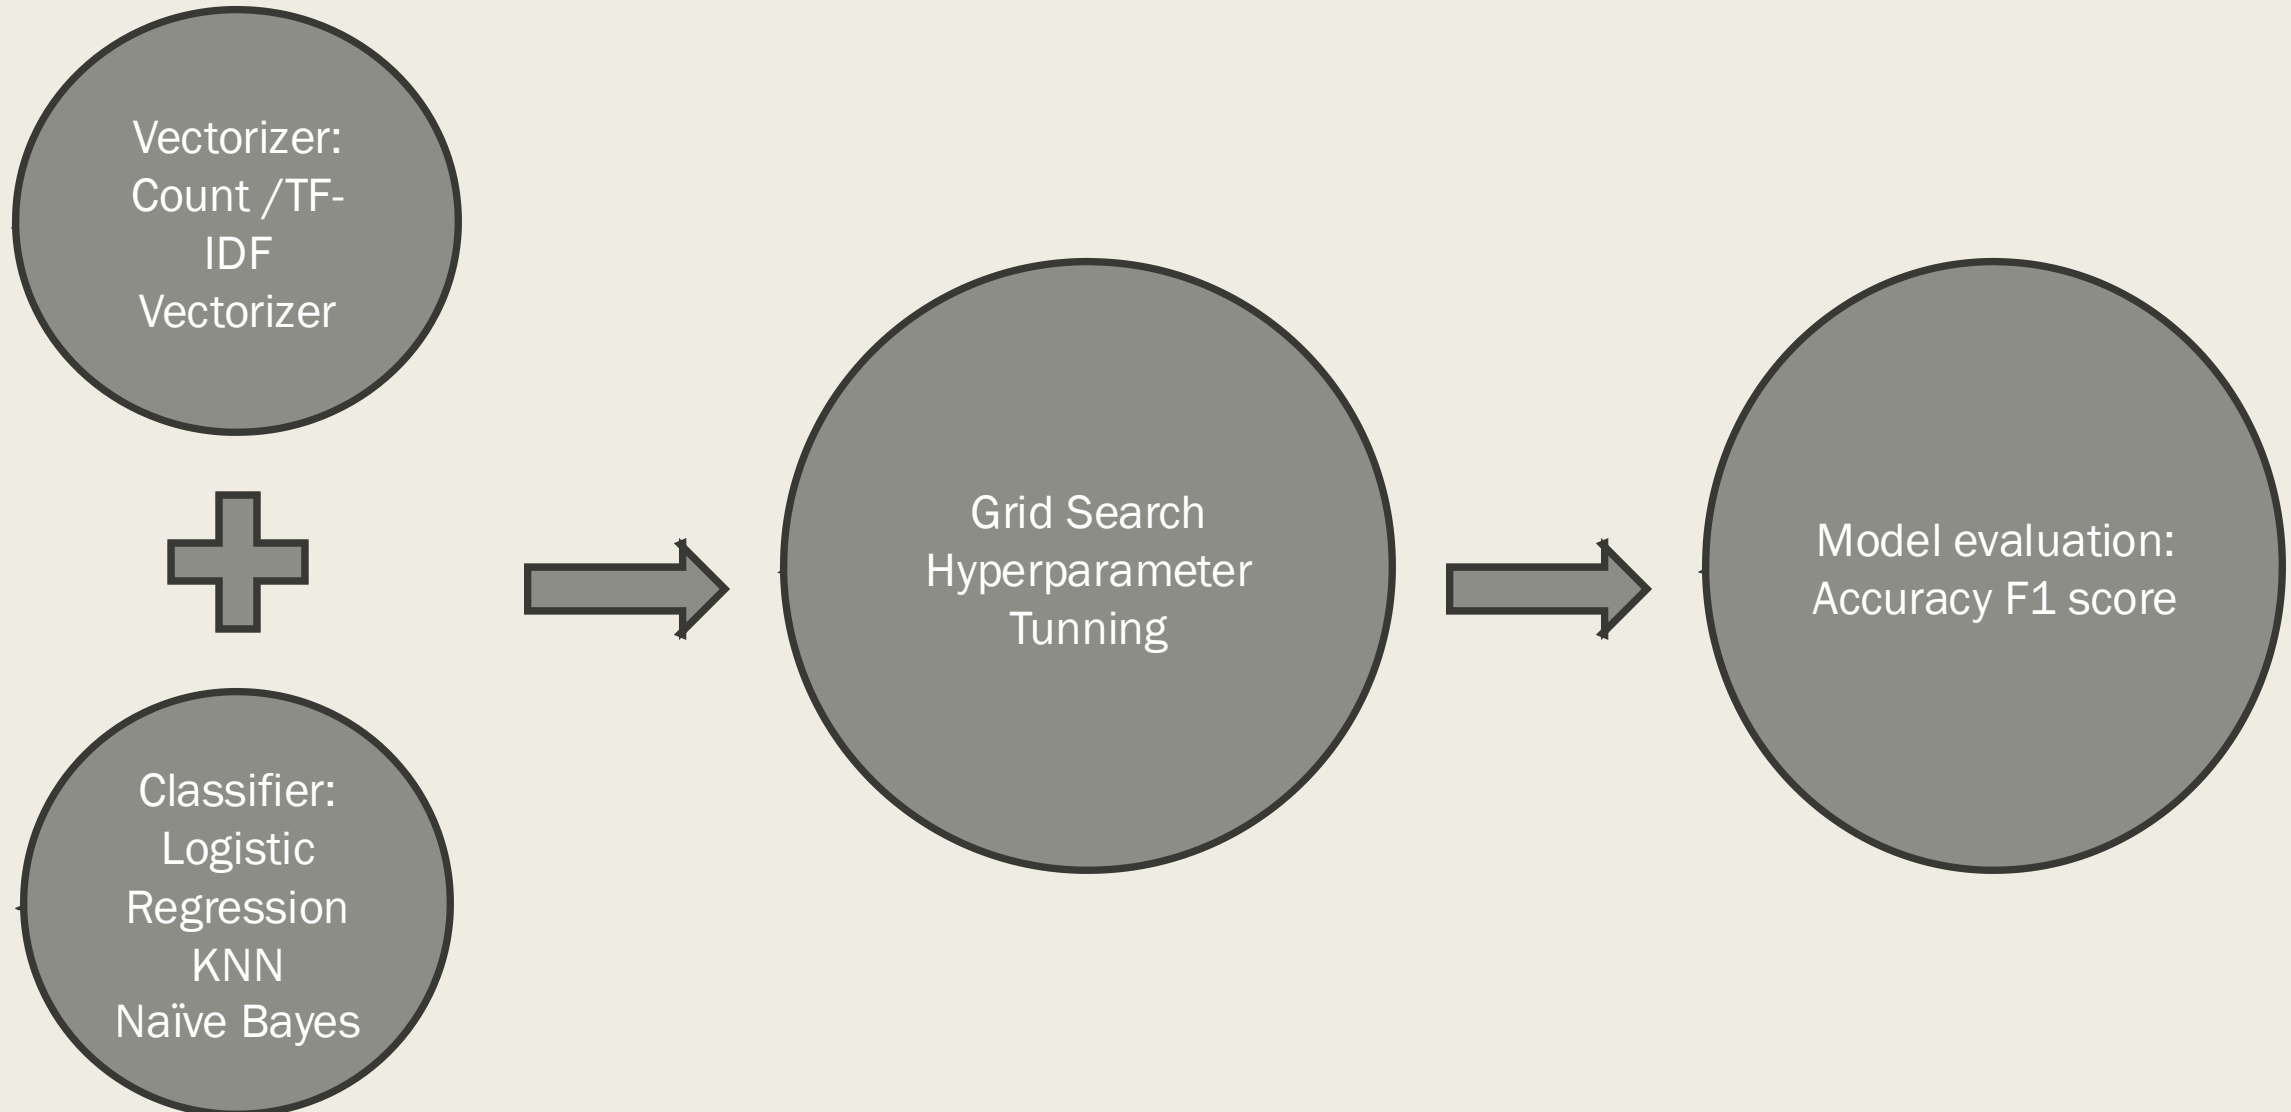 Vectorizer:
Count /TF-
IDF
Vectorizer
Classifier:
Logistic
Regression
KNN
Naïve Bayes
Grid Search
Hyperparameter
Tunning
Model evaluation:
Accuracy F1 score